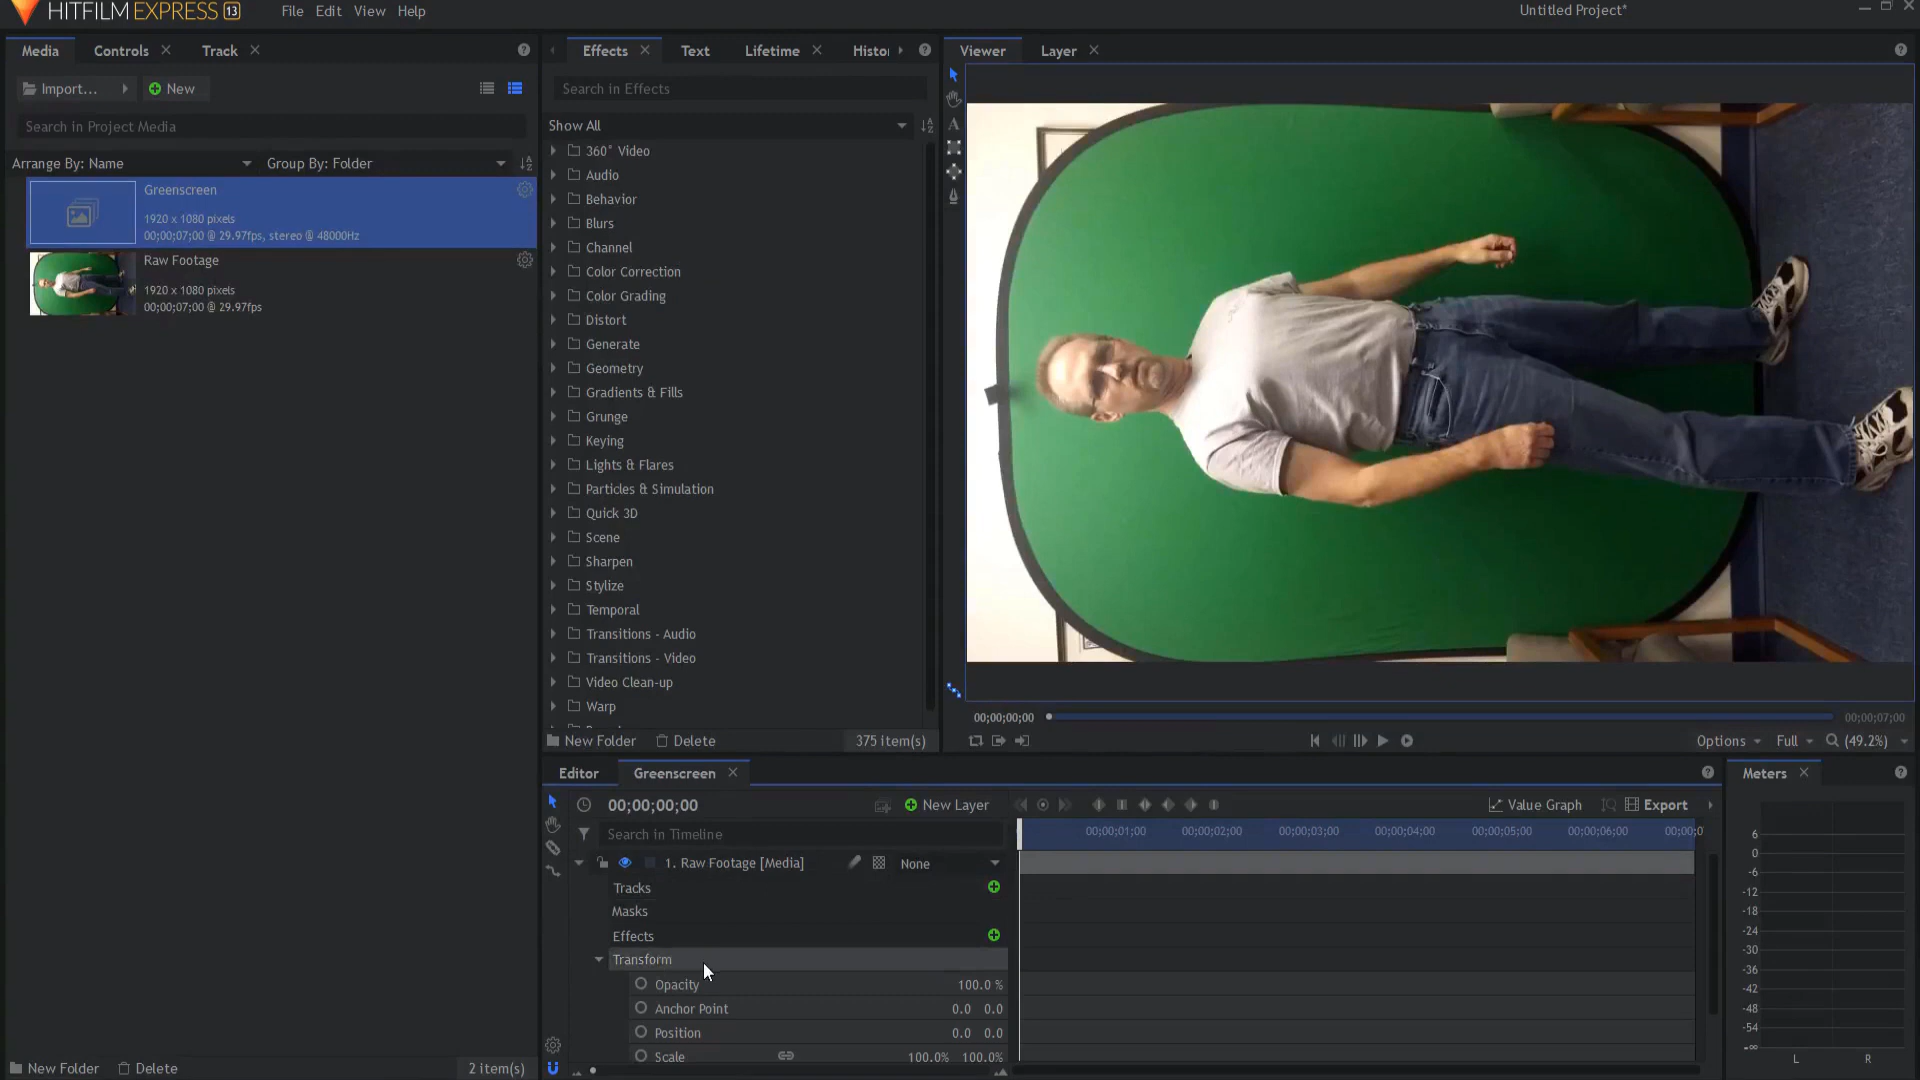 HITFILM EXPRESS 13
File Edit View Help
Untitled Project*
Media
Controls
Track
Import...
New
Search in Project Media
Arrange By: Name
Group By: Folder
Greenscreen
1920 x 1080 pixels
00;00;07;00 @ 29.97fps, stereo @ 48000Hz
Raw Footage
1920 x 1080 pixels
00;00;07;00 @ 29.97fps
New Folder
Delete
2 item(s)
Effects
Text
Lifetime
Histo
Search in Effects
Show All
360° Video
Audio
Behavior
Blurs
Channel
Color Correction
Color Grading
Distort
Generate
Geometry
Gradients & Fills
Grunge
Keying
Lights & Flares
Particles & Simulation
Quick 3D
Scene
Sharpen
Stylize
Temporal
Transitions - Audio
Transitions - Video
Video Clean-up
Warp
New Folder
Delete
375 item(s)
Viewer
Layer
00;00;00;00
00;00;07;00
Options
Full
(49.2%)
Editor
Greenscreen
00;00;00;00
New Layer
Value Graph
Export
Search in Timeline
00;00;01;00 00;00;02;00 00;00;03;00 00;00;04;00 00;00;05;00 00;00;06;00 00;00;0
1. Raw Footage [Media]
None
Tracks
Masks
Effects
Transform
Opacity 100.0 %
Anchor Point 0.0 0.0
Position 0.0 0.0
Scale 100.0% 100.0%
Meters
6
0
-6
-12
-18
-24
-30
-36
-42
-48
-54
-∞
L R